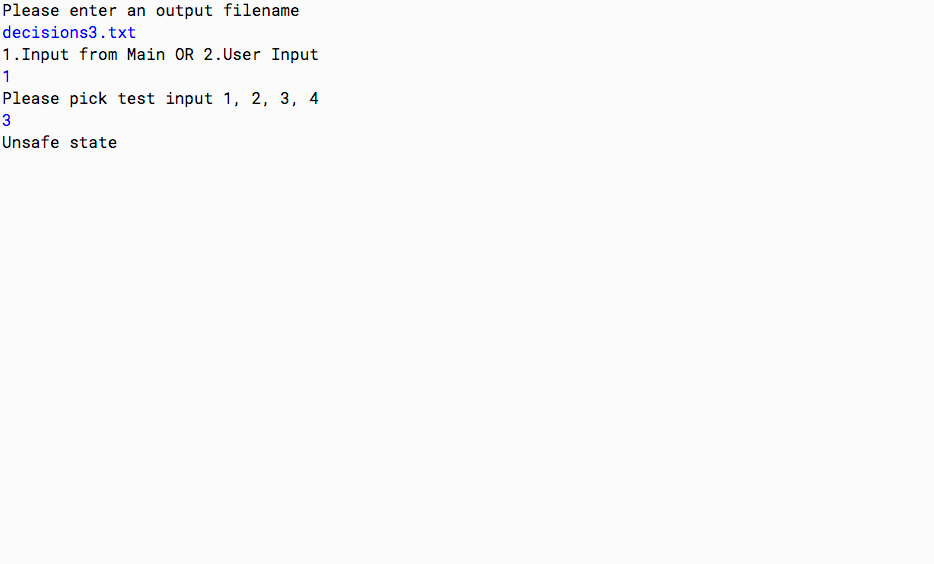 Please enter an output filename
decisions3.txt
1.Input from Main OR 2.User Input
1
Please pick test input 1, 2, 3, 4
3
Unsafe state